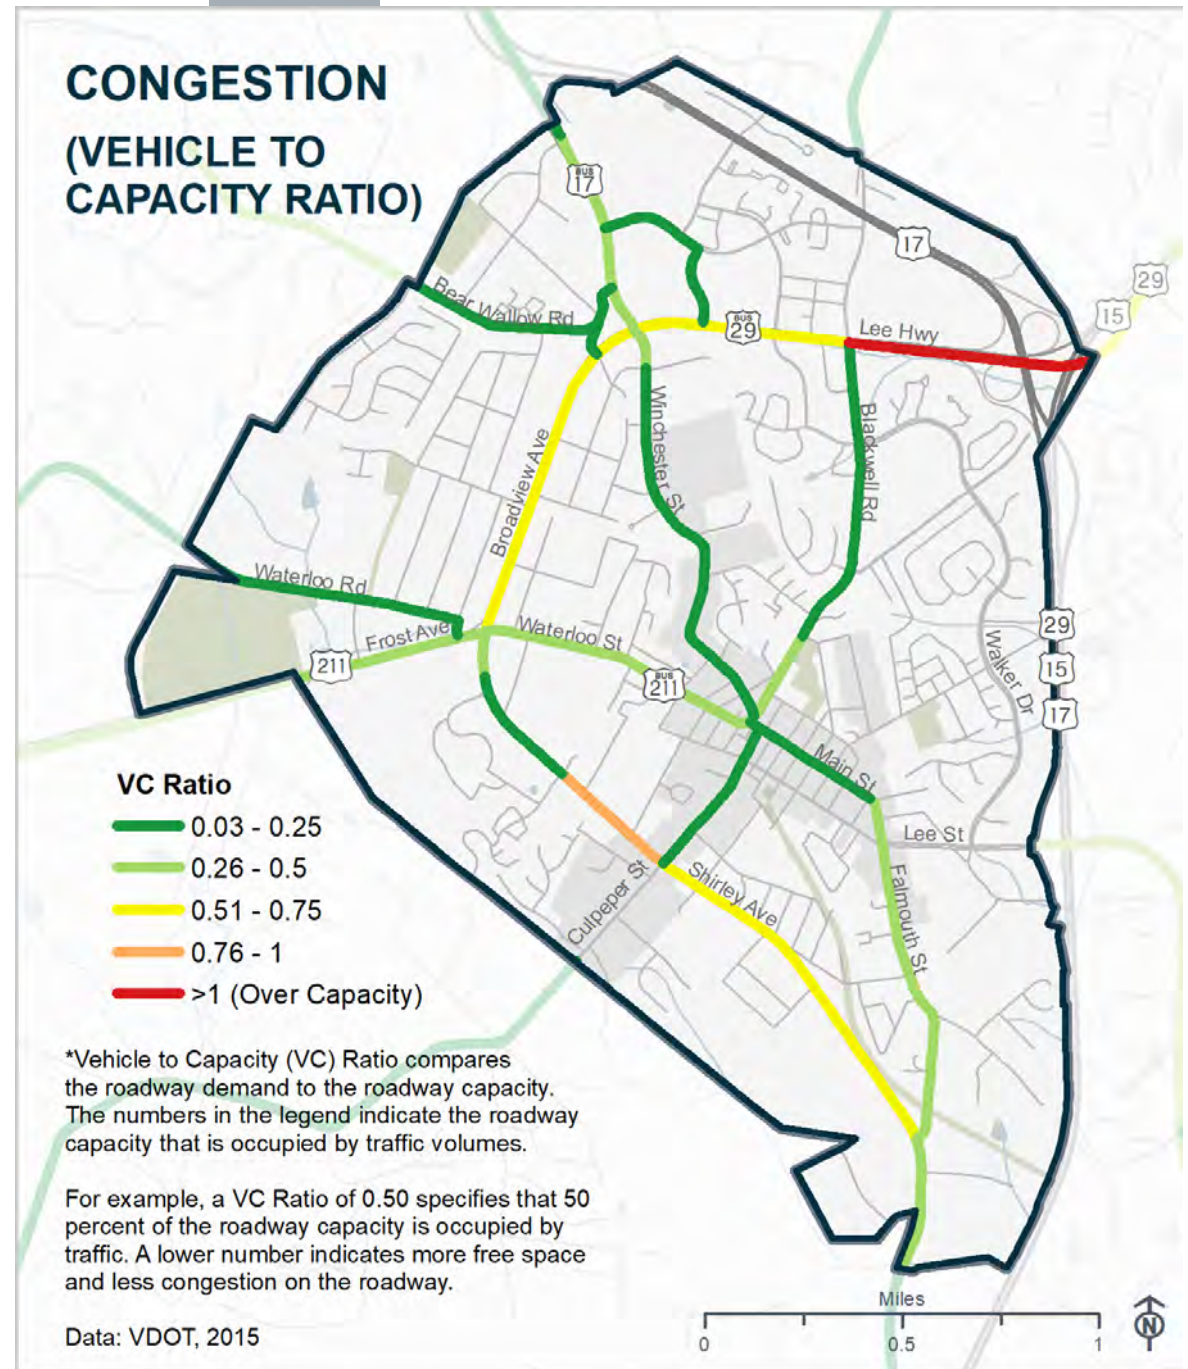 CONGESTION
(VEHICLE TO
CAPACITY RATIO)
BUS
17
17
29
15
Bear Wallow Rd
BUS
29
Lee Hwy
Winchester St
Blackwell Rd
Broadview Ave
Waterloo Rd
Frost Ave
Waterloo St
211
BUS
211
29
15
17
Walker Dr
Main St
Lee St
Falmouth St
Shirley Ave
Culpeper St
VC Ratio
0.03 - 0.25
0.26 - 0.5
0.51 - 0.75
0.76 - 1
>1 (Over Capacity)
*Vehicle to Capacity (VC) Ratio compares
the roadway demand to the roadway capacity.
The numbers in the legend indicate the roadway
capacity that is occupied by traffic volumes.
For example, a VC Ratio of 0.50 specifies that 50
percent of the roadway capacity is occupied by
traffic. A lower number indicates more free space
and less congestion on the roadway.
Data: VDOT, 2015
Miles
0 0.5 1
N